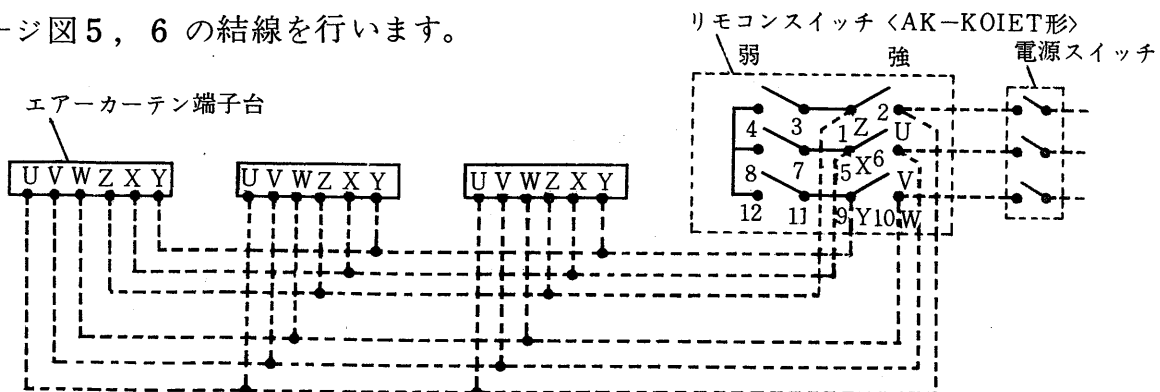 ージ図5，6 の結線を行います。
リモコンスイッチ〈AK－KOIET形〉
弱
強
電源スイッチ
エアーカーテン端子台
4 3 1 Z 2 U
8 7 5 X 6 V
12 11 9 Y 10 W
U V W Z X Y
U V W Z X Y
U V W Z X Y